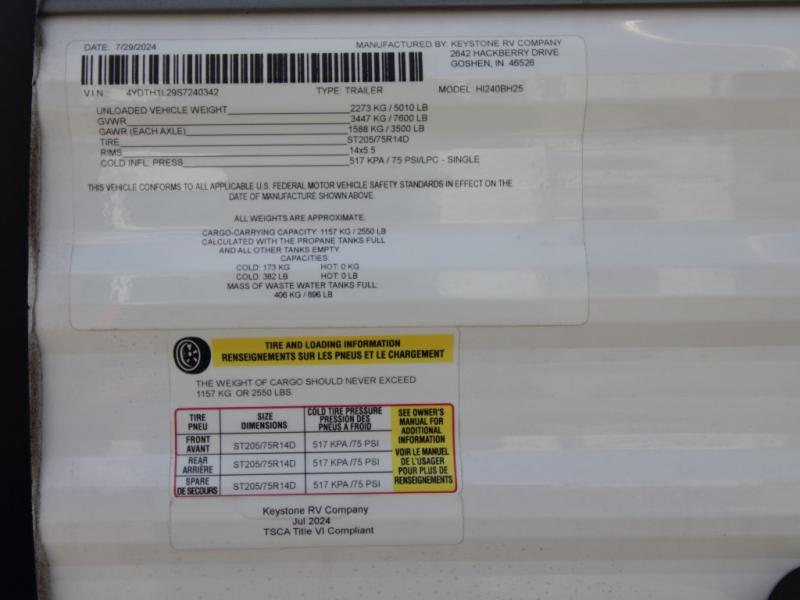 DATE: 7/29/2024
MANUFACTURED BY: KEYSTONE RV COMPANY
2642 HACKBERRY DRIVE
GOSHEN, IN 46526
V.I.N. 4YDTH1L29S7240342 TYPE: TRAILER MODEL: HI240BH25
UNLOADED VEHICLE WEIGHT 2273 KG / 5010 LB
GVWR 3447 KG / 7600 LB
GAWR (EACH AXLE) 1588 KG / 3500 LB
TIRE ST205/75R14D
RIMS 14x5.5
COLD INFL. PRESS 517 KPA / 75 PSI/LPC - SINGLE
THIS VEHICLE CONFORMS TO ALL APPLICABLE U.S. FEDERAL MOTOR VEHICLE SAFETY STANDARDS IN EFFECT ON THE
DATE OF MANUFACTURE SHOWN ABOVE.
ALL WEIGHTS ARE APPROXIMATE.
CARGO-CARRYING CAPACITY: 1157 KG / 2550 LB
CALCULATED WITH THE PROPANE TANKS FULL
AND ALL OTHER TANKS EMPTY.
CAPACITIES:
COLD: 173 KG HOT: 0 KG
COLD: 382 LB HOT: 0 LB
MASS OF WASTE WATER TANKS FULL:
406 KG / 896 LB
TIRE AND LOADING INFORMATION
RENSEIGNEMENTS SUR LES PNEUS ET LE CHARGEMENT
THE WEIGHT OF CARGO SHOULD NEVER EXCEED
1157 KG OR 2550 LBS.
TIRE
PNEU
SIZE
DIMENSIONS
COLD TIRE PRESSURE
PRESSION DES
PNEUS A FROID
SEE OWNER'S
MANUAL FOR
ADDITIONAL
INFORMATION
VOIR LE MANUEL
DE L'USAGER
POUR PLUS DE
RENSEIGNEMENTS
FRONT
AVANT
ST205/75R14D
517 KPA /75 PSI
REAR
ARRIÈRE
ST205/75R14D
517 KPA /75 PSI
SPARE
DE SECOURS
ST205/75R14D
517 KPA /75 PSI
Keystone RV Company
Jul 2024
TSCA Title VI Compliant